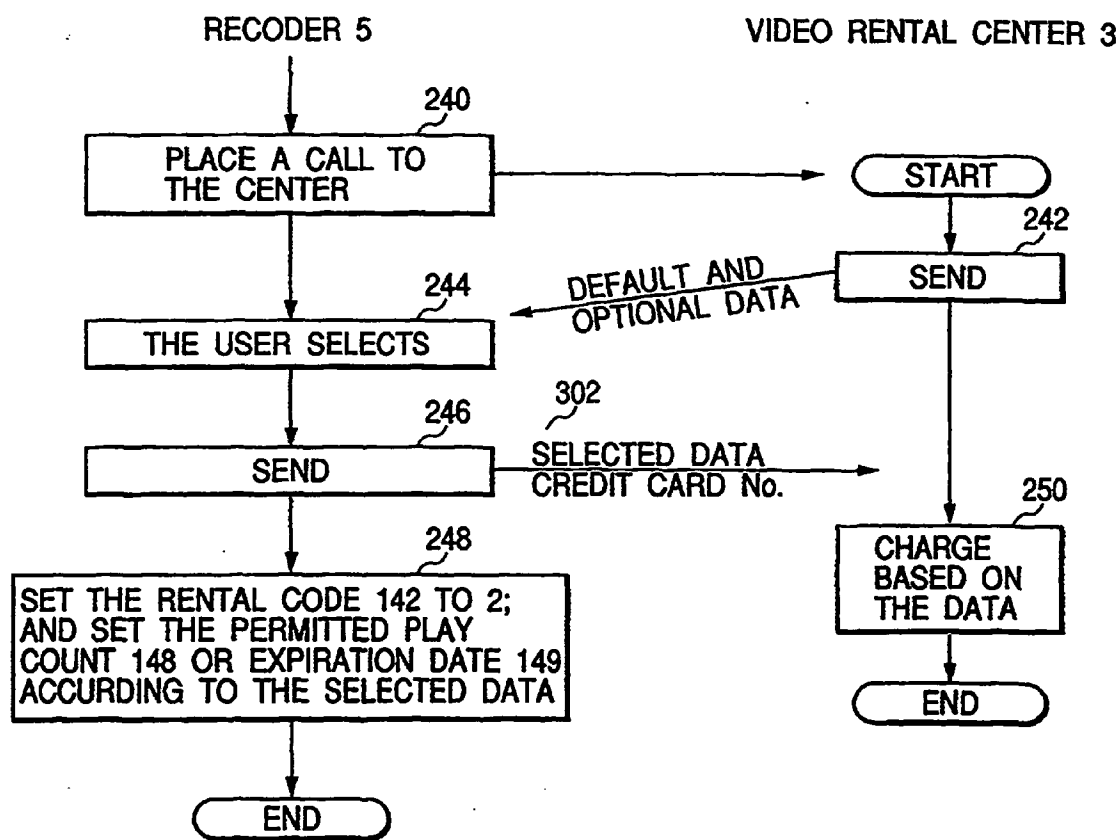 RECODER 5
VIDEO RENTAL CENTER 3
240
PLACE A CALL TO
THE CENTER
START
242
SEND
DEFAULT AND
OPTIONAL DATA
244
THE USER SELECTS
246
SEND
302
SELECTED DATA
CREDIT CARD No.
248
SET THE RENTAL CODE 142 TO 2;
AND SET THE PERMITTED PLAY
COUNT 148 OR EXPIRATION DATE 149
ACCURDING TO THE SELECTED DATA
250
CHARGE
BASED ON
THE DATA
END
END